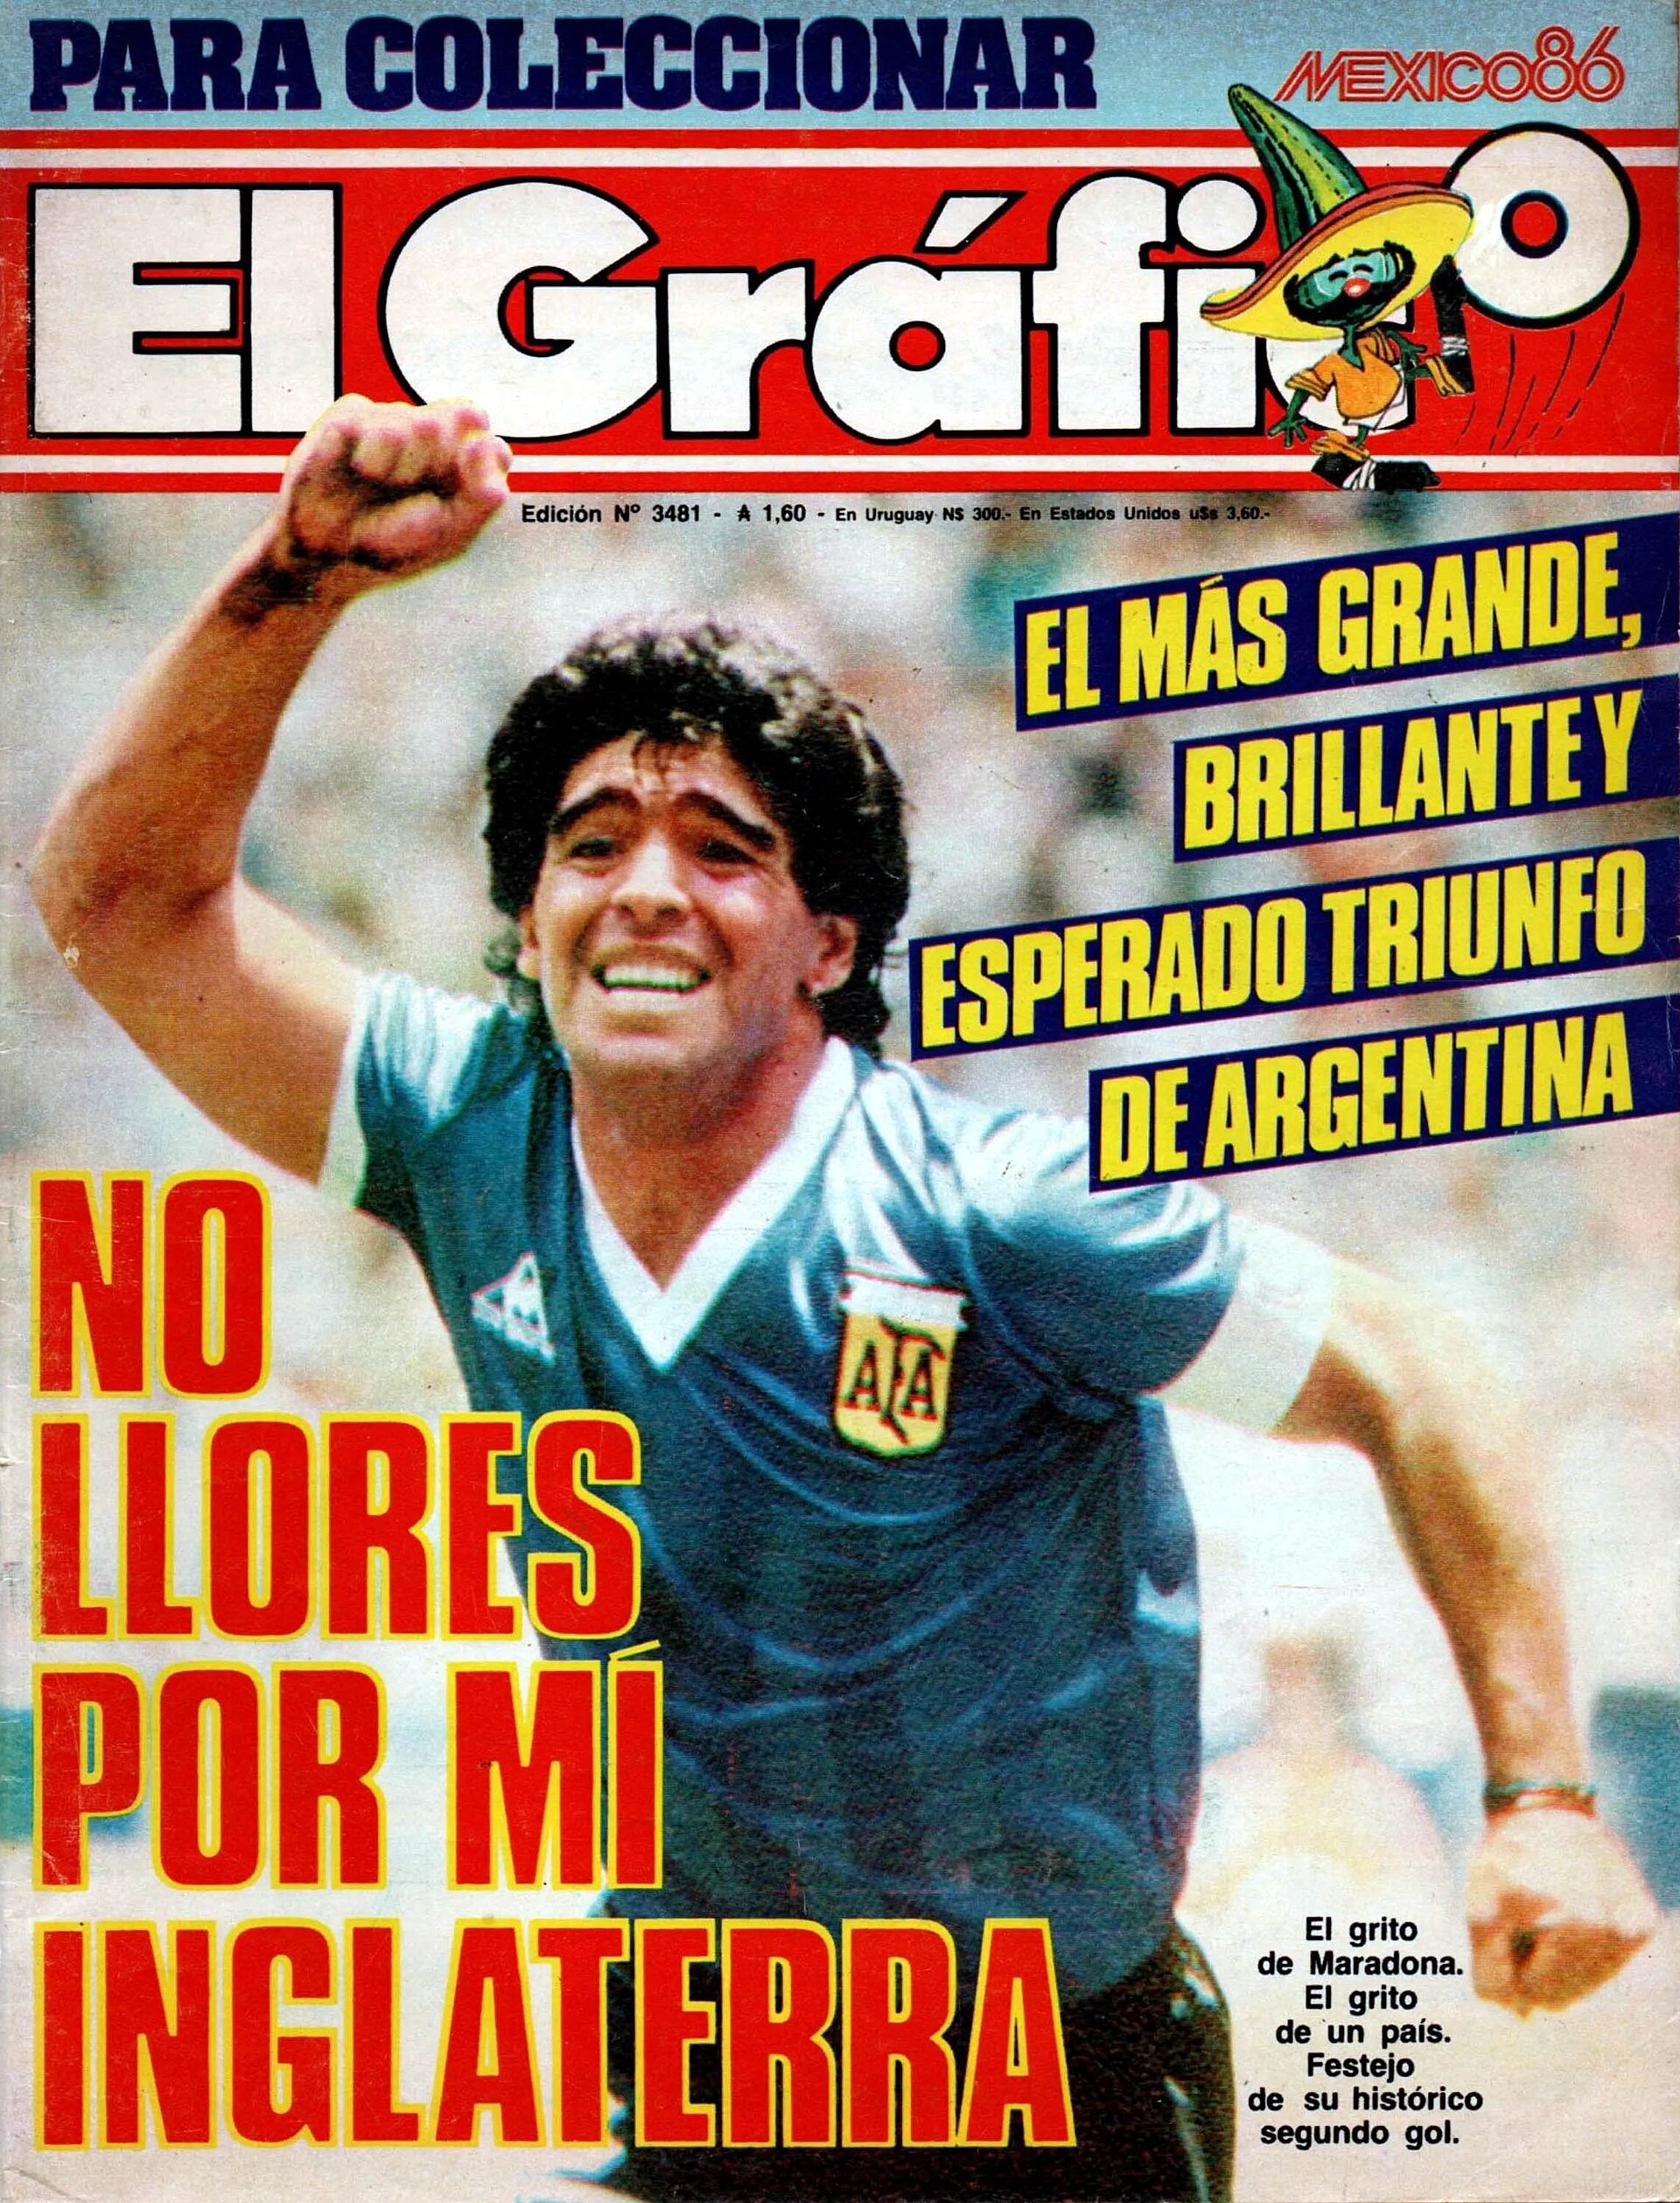 PARA COLECCIONAR
MEXICO86
El Gráfico
Edición Nº 3481 - ₳ 1,60 - En Uruguay N$ 300.- En Estados Unidos u$s 3,60.-
EL MÁS GRANDE,
BRILLANTE Y
ESPERADO TRIUNFO
DE ARGENTINA
AFA
NO
LLORES
POR MÍ
INGLATERRA
El grito
de Maradona.
El grito
de un país.
Festejo
de su histórico
segundo gol.